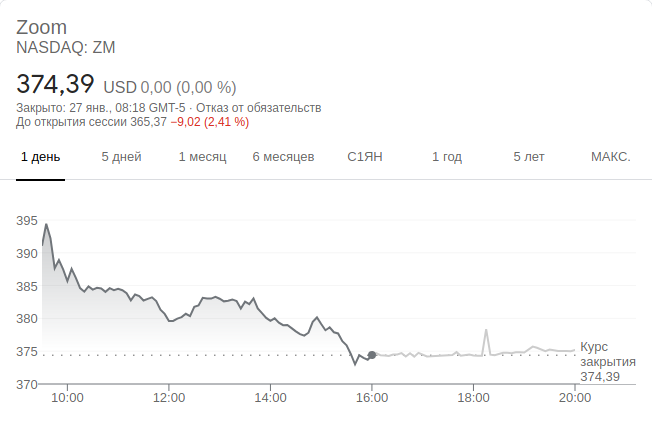 Zoom
NASDAQ: ZM
374,39 USD 0,00 (0,00 %)
Закрыто: 27 янв., 08:18 GMT-5 · Отказ от обязательств
До открытия сессии 365,37 −9,02 (2,41 %)
1 день 5 дней 1 месяц 6 месяцев С1ЯН 1 год 5 лет МАКС.
395
390
385
380
375
370
Курс
закрытия
374,39
10:00 12:00 14:00 16:00 18:00 20:00